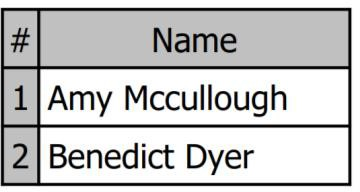 # Name
1 Amy Mccullough
2 Benedict Dyer